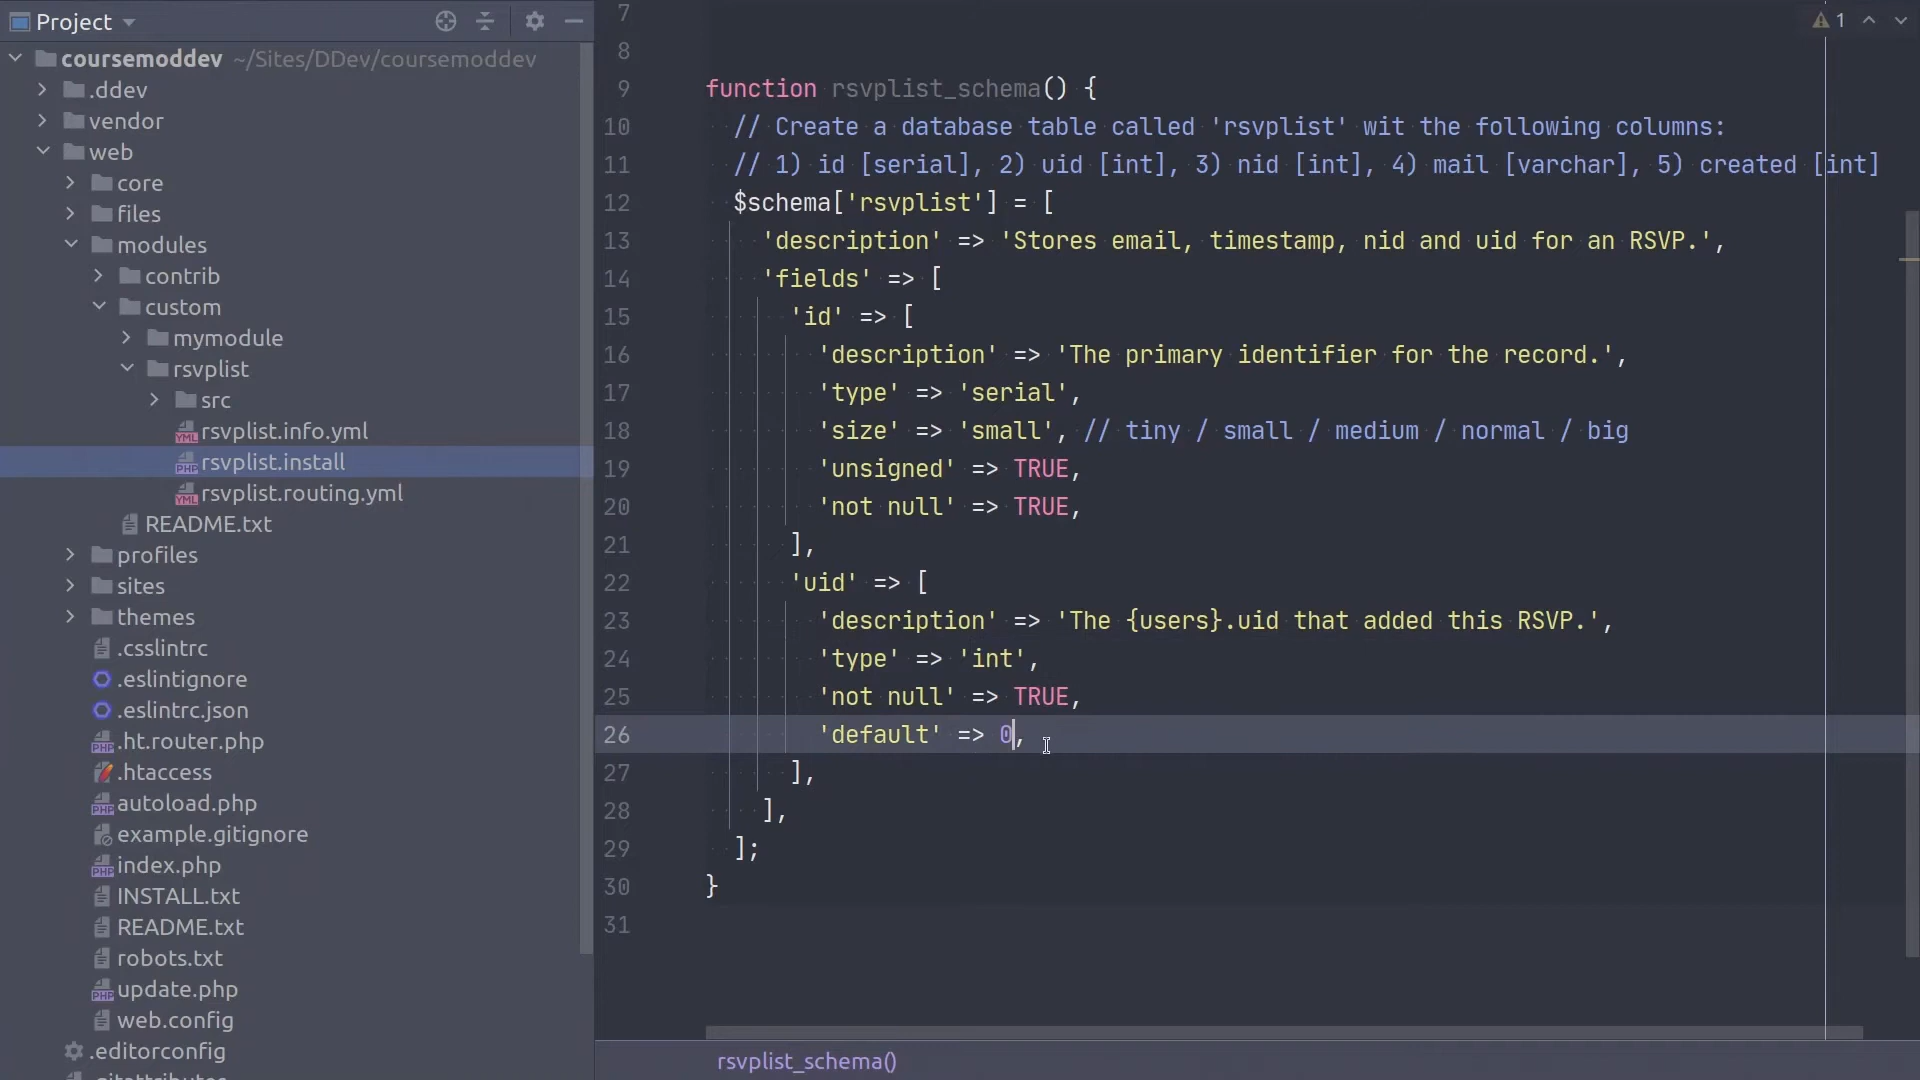 Project
coursemoddev ~/Sites/DDev/coursemoddev
.ddev
vendor
web
core
files
modules
contrib
custom
mymodule
rsvplist
src
rsvplist.info.yml
rsvplist.install
rsvplist.routing.yml
README.txt
profiles
sites
themes
.csslintrc
.eslintignore
.eslintrc.json
.ht.router.php
.htaccess
autoload.php
example.gitignore
index.php
INSTALL.txt
README.txt
robots.txt
update.php
web.config
.editorconfig
.gitattributes
1
7
8
9 function rsvplist_schema() {
10 // Create a database table called 'rsvplist' wit the following columns:
11 // 1) id [serial], 2) uid [int], 3) nid [int], 4) mail [varchar], 5) created [int]
12 $schema['rsvplist'] = [
13 'description' => 'Stores email, timestamp, nid and uid for an RSVP.',
14 'fields' => [
15 'id' => [
16 'description' => 'The primary identifier for the record.',
17 'type' => 'serial',
18 'size' => 'small', // tiny / small / medium / normal / big
19 'unsigned' => TRUE,
20 'not null' => TRUE,
21 ],
22 'uid' => [
23 'description' => 'The {users}.uid that added this RSVP.',
24 'type' => 'int',
25 'not null' => TRUE,
26 'default' => 0,
27 ],
28 ],
29 ];
30 }
31
rsvplist_schema()